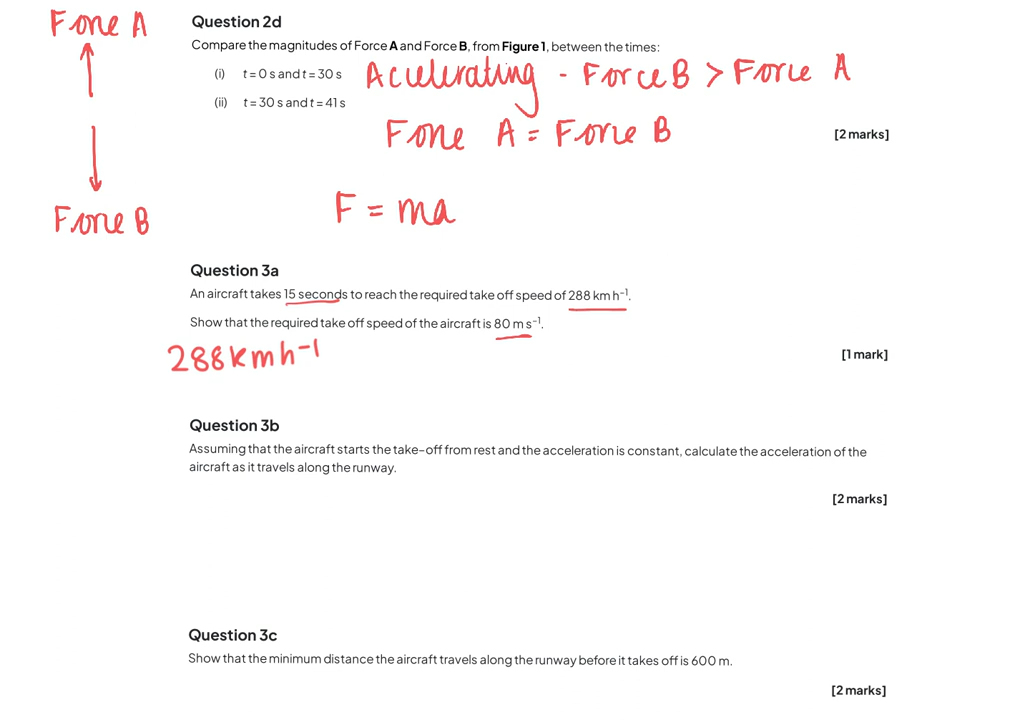 Force A
Question 2d
Compare the magnitudes of Force A and Force B, from Figure 1, between the times:
(i) t = 0 s and t = 30 s Acelerating - Force B > Force A
(ii) t = 30 s and t = 41 s
Force A = Force B
[2 marks]
Force B
F = ma
Question 3a
An aircraft takes 15 seconds to reach the required take off speed of 288 km h⁻¹.
Show that the required take off speed of the aircraft is 80 m s⁻¹.
288 km h⁻¹
[1 mark]
Question 3b
Assuming that the aircraft starts the take-off from rest and the acceleration is constant, calculate the acceleration of the
aircraft as it travels along the runway.
[2 marks]
Question 3c
Show that the minimum distance the aircraft travels along the runway before it takes off is 600 m.
[2 marks]